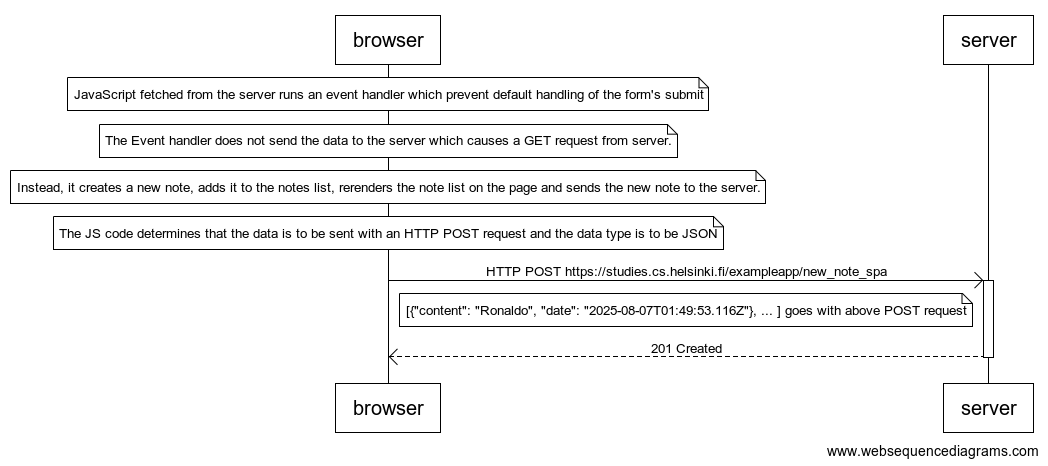 browser
server
JavaScript fetched from the server runs an event handler which prevent default handling of the form's submit
The Event handler does not send the data to the server which causes a GET request from server.
Instead, it creates a new note, adds it to the notes list, rerenders the note list on the page and sends the new note to the server.
The JS code determines that the data is to be sent with an HTTP POST request and the data type is to be JSON
HTTP POST https://studies.cs.helsinki.fi/exampleapp/new_note_spa
[{"content": "Ronaldo", "date": "2025-08-07T01:49:53.116Z"}, ... ] goes with above POST request
201 Created
browser
server
www.websequencediagrams.com